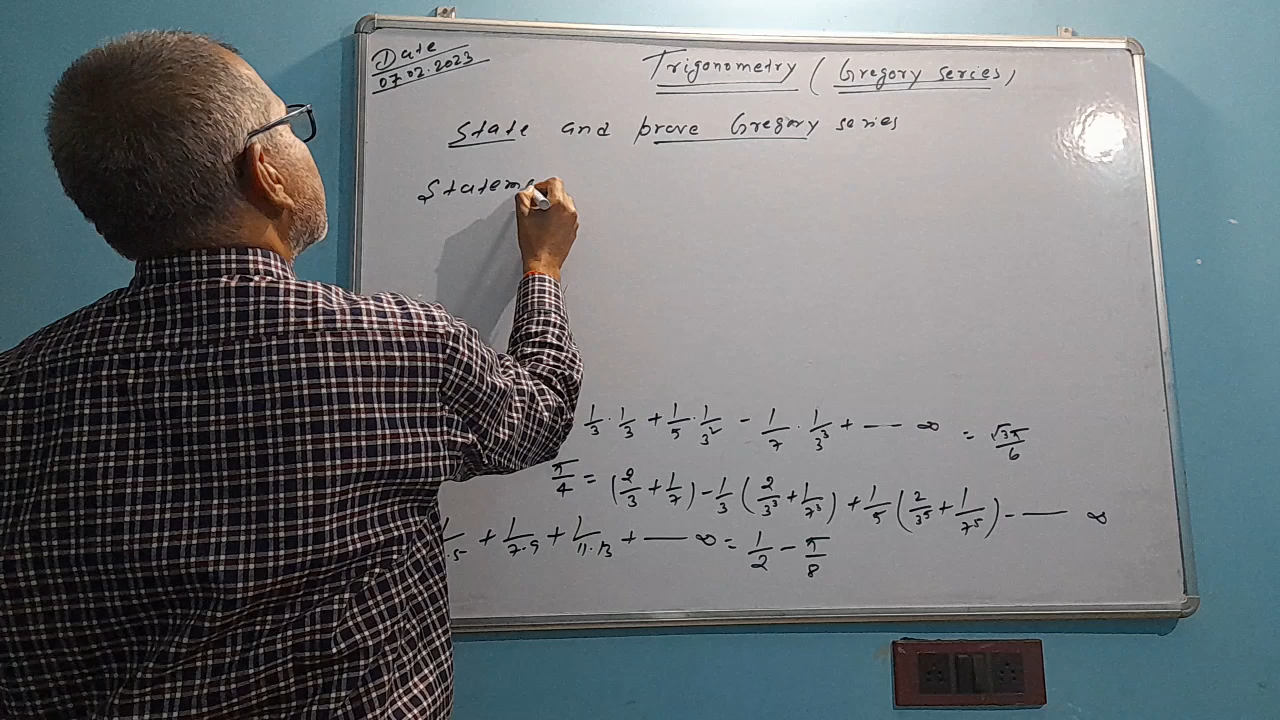 Date
07.02.2023
Trigonometry (Gregory series)
State and prove Gregory series
Statem
1/3 · 1/3 + 1/5 · 1/3² - 1/7 · 1/3³ + —— ∞ = √3π/6
π/4 = (2/3 + 1/7) - 1/3 (2/3³ + 1/7³) + 1/5 (2/3⁵ + 1/7⁵) - —— ∞
.5 + 1/7.9 + 1/11.13 + —— ∞ = 1/2 - π/8